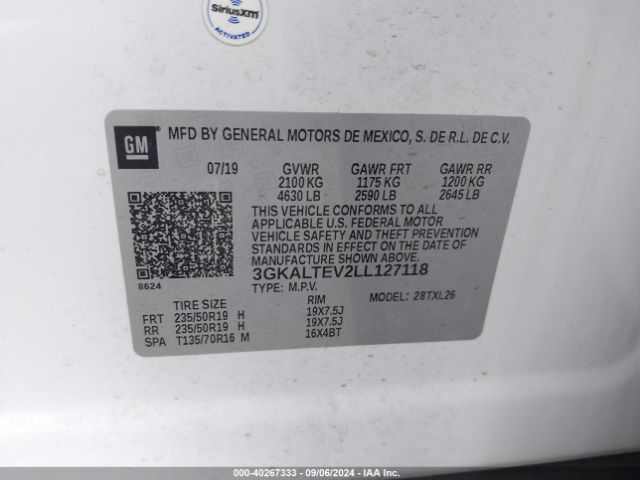 SiriusXM
ACTIVATED
GM
MFD BY GENERAL MOTORS DE MEXICO, S. DE R.L. DE C.V.
07/19 GVWR GAWR FRT GAWR RR
2100 KG 1175 KG 1200 KG
4630 LB 2590 LB 2645 LB
THIS VEHICLE CONFORMS TO ALL
APPLICABLE U.S. FEDERAL MOTOR
VEHICLE SAFETY AND THEFT PREVENTION
STANDARDS IN EFFECT ON THE DATE OF
MANUFACTURE SHOWN ABOVE.
3GKALTEV2LL127118
8624
TYPE: M.P.V. MODEL: 28TXL26
TIRE SIZE RIM
FRT 235/50R19 H 19X7.5J
RR 235/50R19 H 19X7.5J
SPA T135/70R16 M 16X4BT
000-40267333 - 09/06/2024 - IAA Inc.